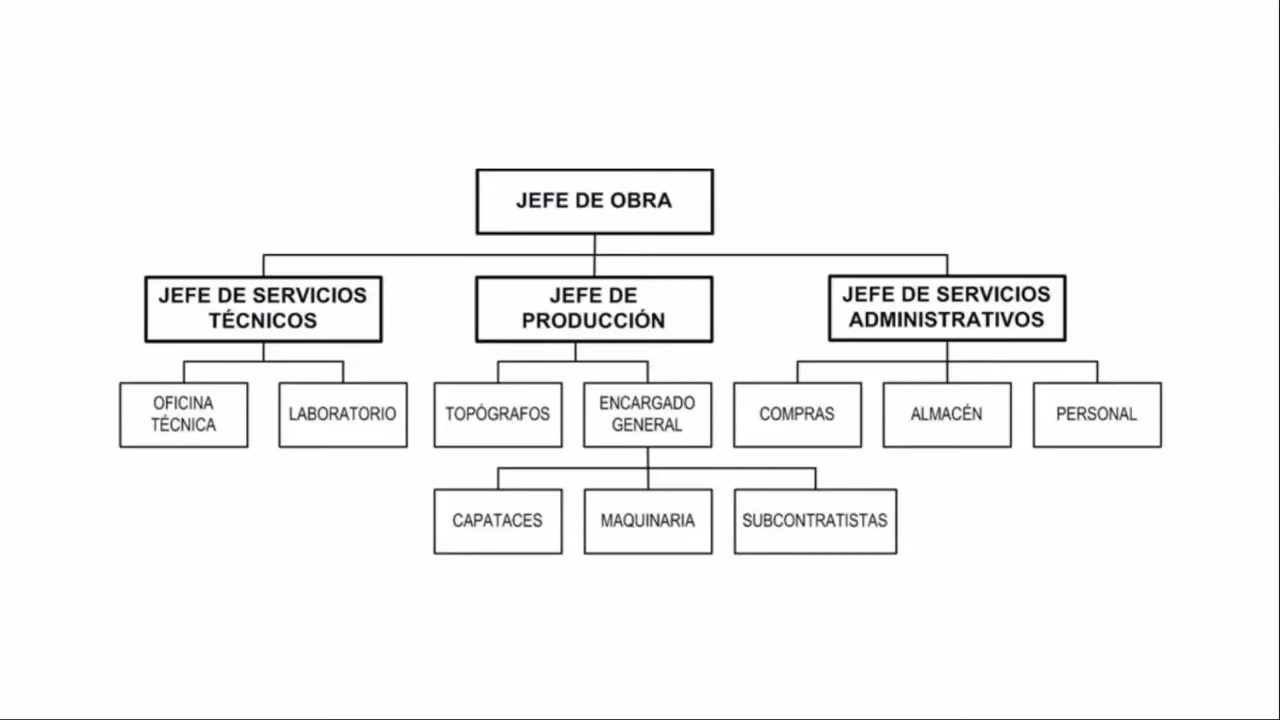 JEFE DE OBRA
JEFE DE SERVICIOS
TÉCNICOS
JEFE DE
PRODUCCIÓN
JEFE DE SERVICIOS
ADMINISTRATIVOS
OFICINA
TÉCNICA
LABORATORIO
TOPÓGRAFOS
ENCARGADO
GENERAL
COMPRAS
ALMACÉN
PERSONAL
CAPATACES
MAQUINARIA
SUBCONTRATISTAS